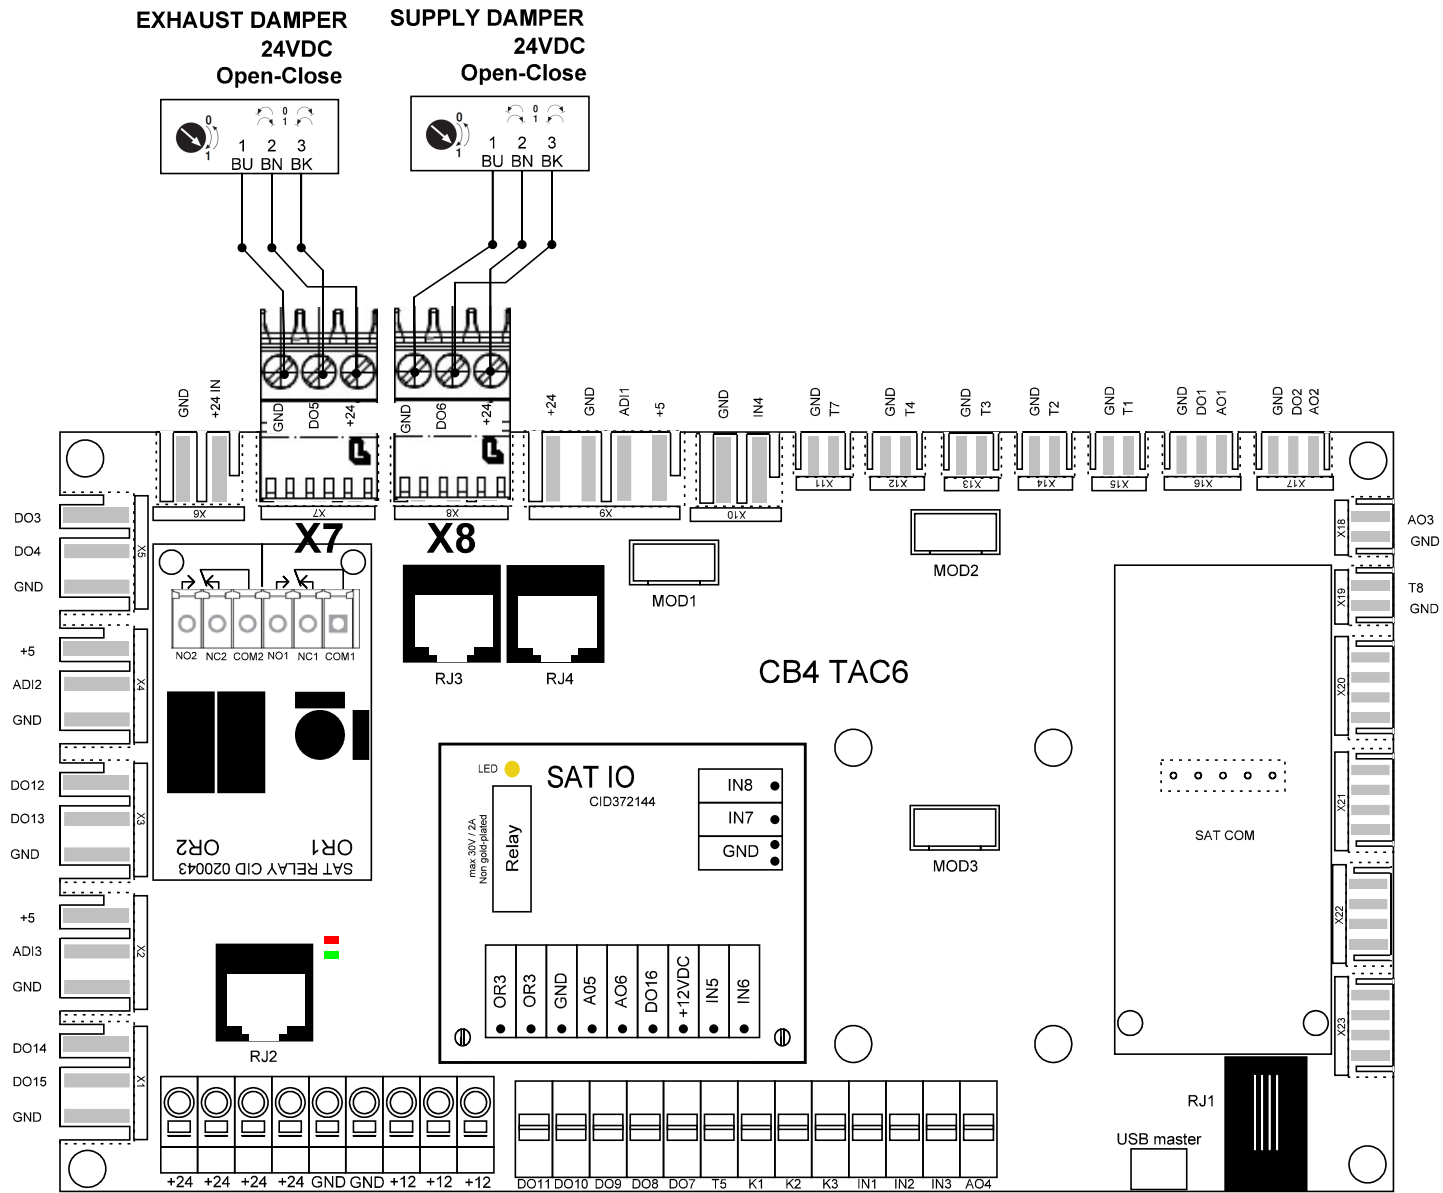 EXHAUST DAMPER
24VDC
Open-Close
SUPPLY DAMPER
24VDC
Open-Close
0 0
1 1
1 2 3
BU BN BK
0 0
1 1
1 2 3
BU BN BK
GND
+24 IN
GND
DO5
+24
GND
DO6
+24
+24
GND
ADI1
+5
GND
IN4
GND
T7
GND
T4
GND
T3
GND
T2
GND
T1
GND
DO1
AO1
GND
DO2
AO2
X6
X7
X8
X9
X10
X11
X12
X13
X14
X15
X16
X17
X7
X8
DO3
DO4
GND
X5
+5
ADI2
GND
X4
DO12
DO13
GND
X3
+5
ADI3
GND
X2
DO14
DO15
GND
X1
NO2 NC2 COM2 NO1 NC1 COM1
OR2
OR1
SAT RELAY CID 020043
RJ3
RJ4
MOD1
MOD2
CB4 TAC6
MOD3
LED
SAT IO
CID372144
max 30V / 2A
Non gold-plated
Relay
IN8
IN7
GND
OR3
OR3
GND
A05
AO6
DO16
+12VDC
IN5
IN6
RJ2
SAT COM
X18
AO3
GND
X19
T8
GND
X20
X21
X22
X23
RJ1
USB master
+24 +24 +24 +24 GND GND +12 +12 +12
DO11 DO10 DO9 DO8 DO7 T5 K1 K2 K3 IN1 IN2 IN3 AO4